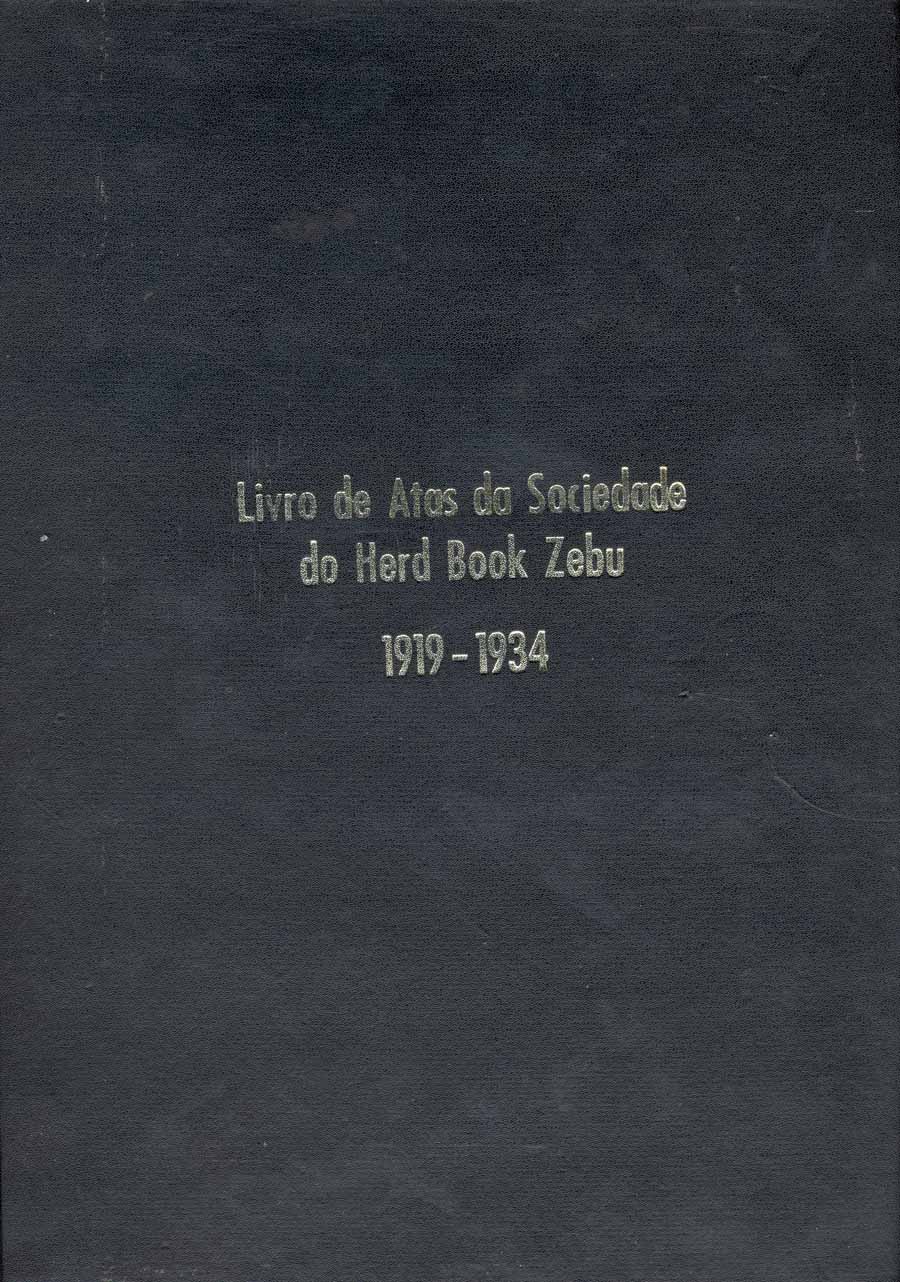 Livro de Atas da Sociedade
do Herd Book Zebu
1919-1934